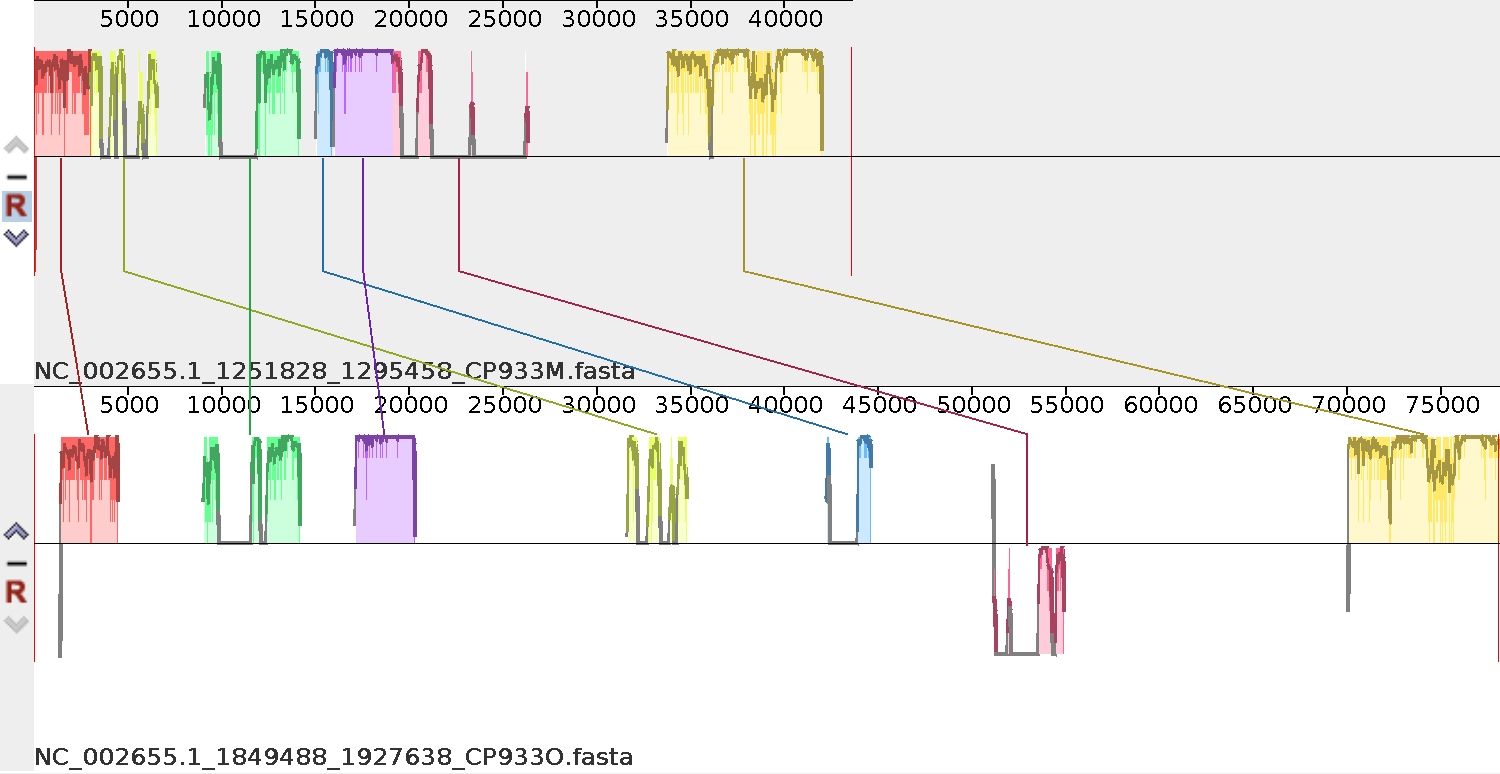 5000 10000 15000 20000 25000 30000 35000 40000
R
NC_002655.1_1251828_1295458_CP933M.fasta
5000 10000 15000 20000 25000 30000 35000 40000 45000 50000 55000 60000 65000 70000 75000
R
NC_002655.1_1849488_1927638_CP933O.fasta